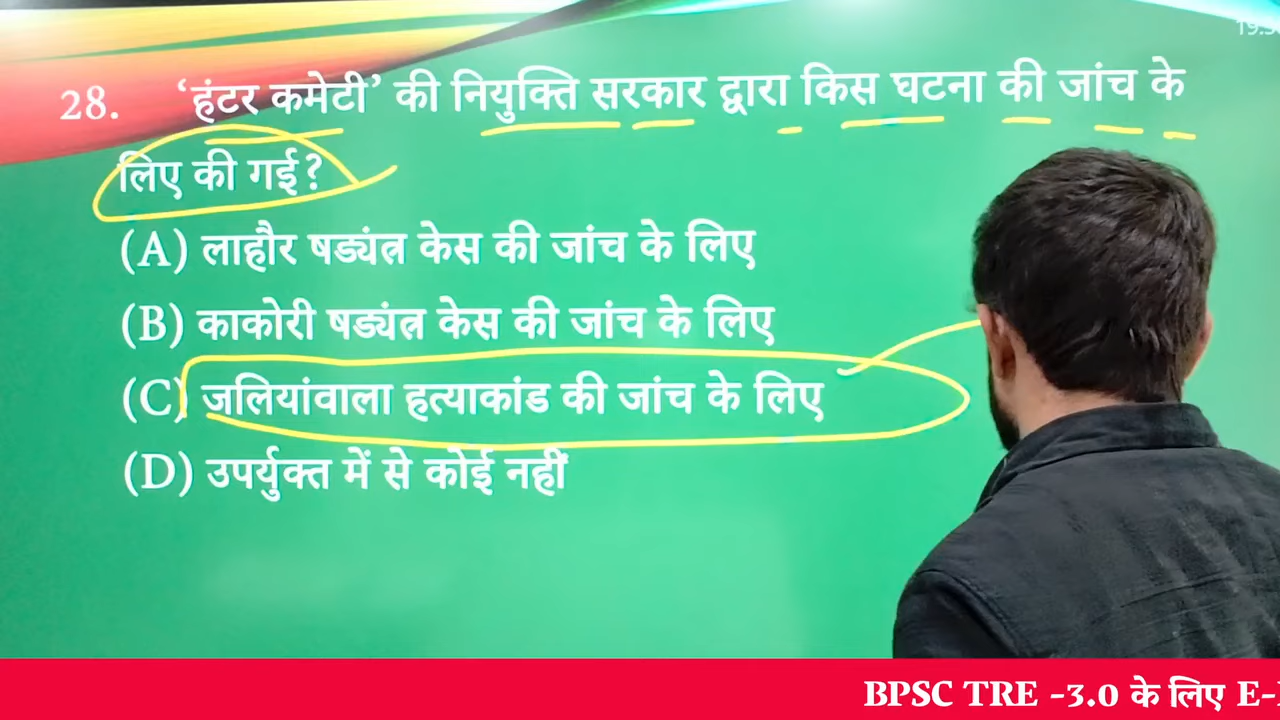 28. ‘हंटर कमेटी’ की नियुक्ति सरकार द्वारा किस घटना की जांच के
लिए की गई?
(A) लाहौर षड्यंत्र केस की जांच के लिए
(B) काकोरी षड्यंत्र केस की जांच के लिए
(C) जलियांवाला हत्याकांड की जांच के लिए
(D) उपर्युक्त में से कोई नहीं
BPSC TRE -3.0 के लिए E-